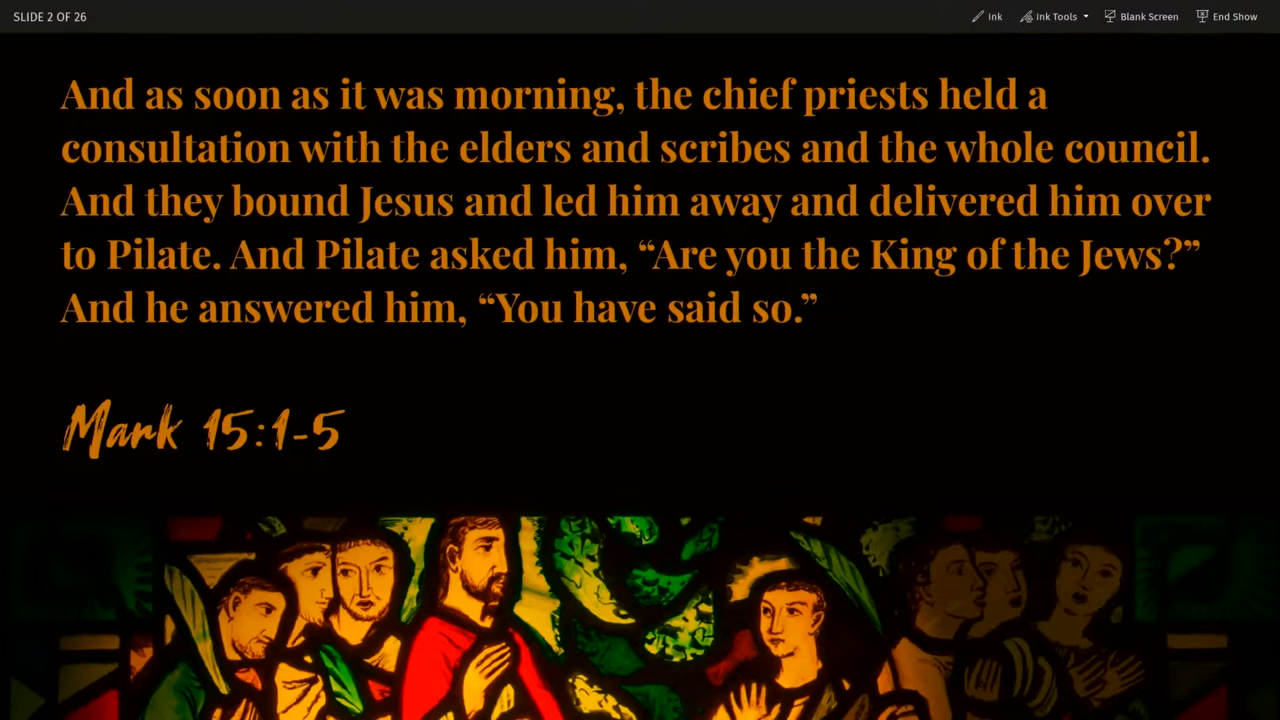 SLIDE 2 OF 26
Ink
Ink Tools
Blank Screen
End Show
And as soon as it was morning, the chief priests held a
consultation with the elders and scribes and the whole council.
And they bound Jesus and led him away and delivered him over
to Pilate. And Pilate asked him, “Are you the King of the Jews?”
And he answered him, “You have said so.”
Mark 15:1-5